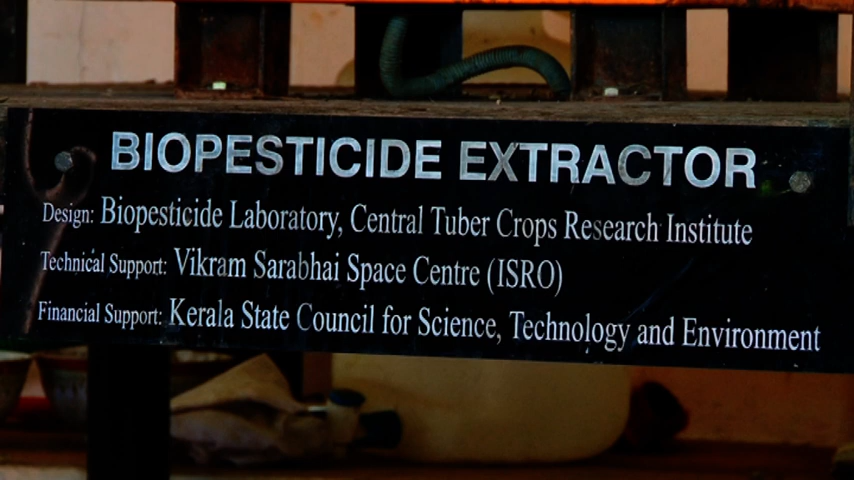 BIOPESTICIDE EXTRACTOR
Design: Biopesticide Laboratory, Central Tuber Crops Research Institute
Technical Support: Vikram Sarabhai Space Centre (ISRO)
Financial Support: Kerala State Council for Science, Technology and Environment